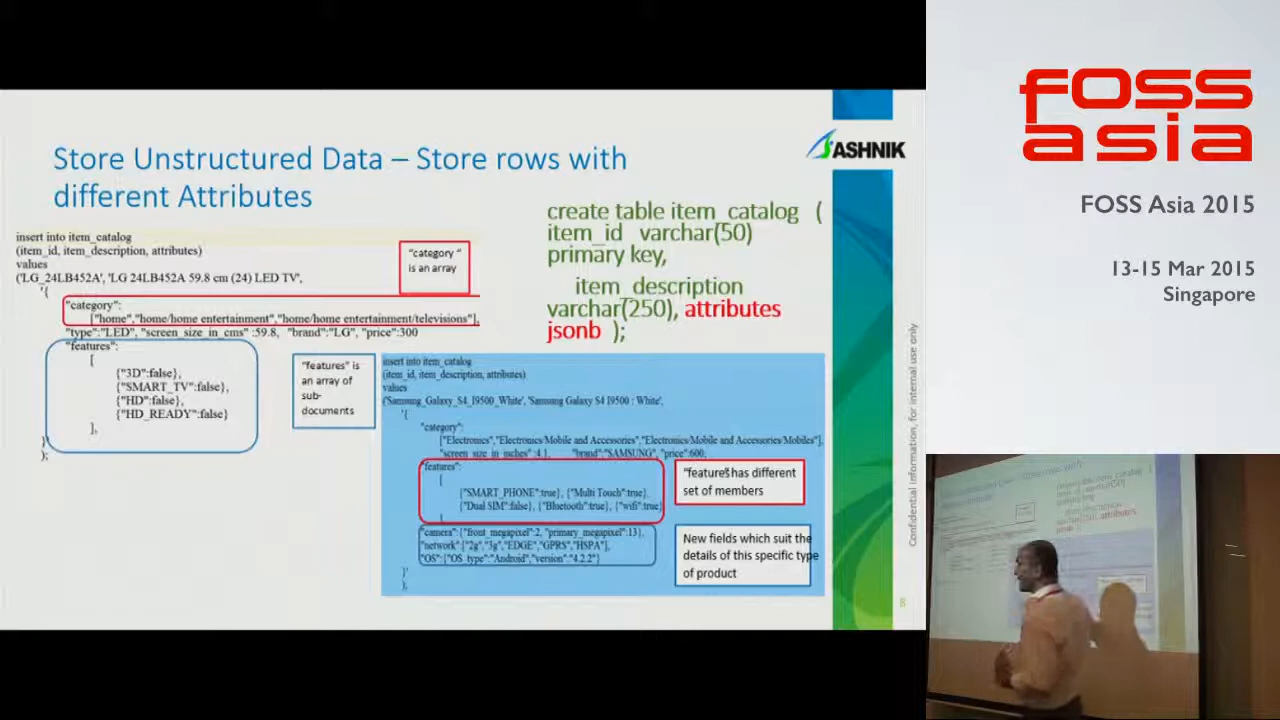 Store Unstructured Data – Store rows with
different Attributes
ASHNIK
insert into item_catalog
(item_id, item_description, attributes)
values
('LG_24LB452A', 'LG 24LB452A 59.8 cm (24) LED TV',
'{
"category":
["home","home/home entertainment","home/home entertainment/televisions"],
"type":"LED", "screen_size_in_cms" :59.8, "brand":"LG", "price":300
"features":
[
{"3D":false},
{"SMART_TV":false},
{"HD":false},
{"HD_READY":false}
],
}'
);
"category "
is an array
"features" is
an array of
sub-
documents
create table item_catalog (
item_id varchar(50)
primary key,
item_description
varchar(250), attributes
jsonb );
insert into item_catalog
(item_id, item_description, attributes)
values
('Samsung_Galaxy_S4_I9500_White', 'Samsung Galaxy S4 I9500 : White',
'{
"category":
["Electronics","Electronics/Mobile and Accessories","Electronics/Mobile and Accessories/Mobiles"],
"screen_size_in_inches" :4.1, "brand":"SAMSUNG", "price":600,
"features":
[
{"SMART_PHONE":true}, {"Multi Touch":true},
{"Dual SIM":false}, {"Bluetooth":true}, {"wifi":true}
"camera":{"front_megapixel":2, "primary_megapixel":13},
"network":["2g","3g","EDGE","GPRS","HSPA"],
"OS":{"OS_type":"Android","version":"4.2.2"}
}'
);
"features" has different
set of members
New fields which suit the
details of this specific type
of product
Confidential information, for internal use only
8
FOSS
asia
FOSS Asia 2015
13-15 Mar 2015
Singapore